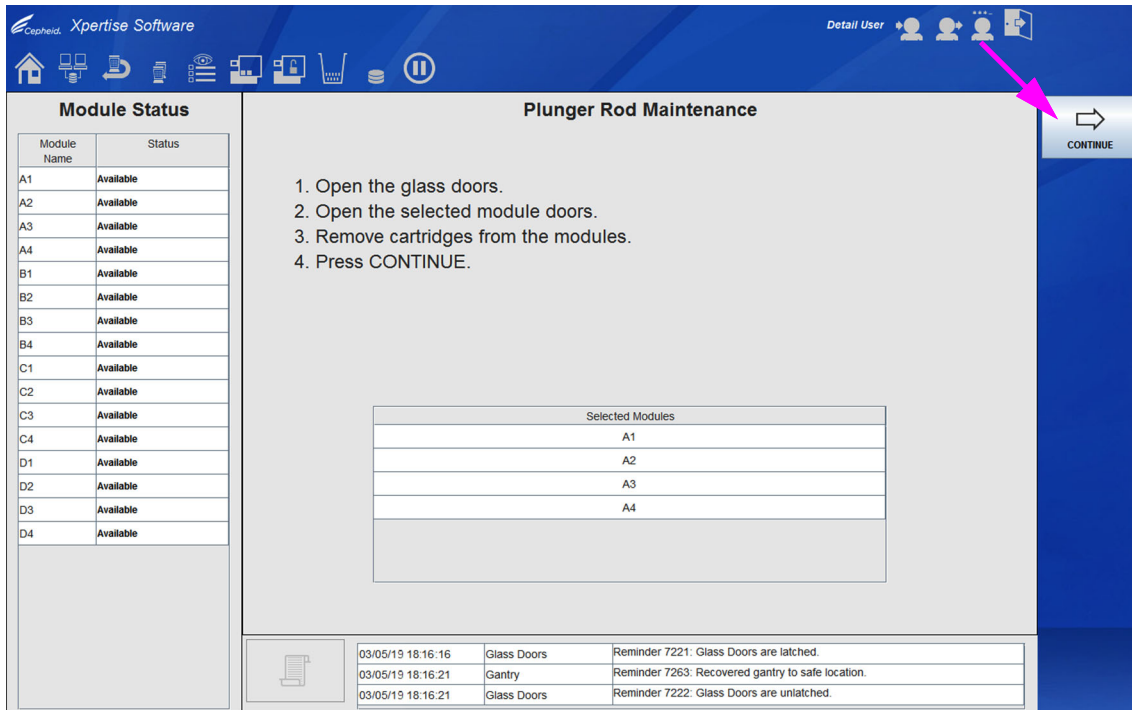 Cepheid. Xpertise Software
Detail User
Module Status
Module Name Status
A1 Available
A2 Available
A3 Available
A4 Available
B1 Available
B2 Available
B3 Available
B4 Available
C1 Available
C2 Available
C3 Available
C4 Available
D1 Available
D2 Available
D3 Available
D4 Available
Plunger Rod Maintenance
1. Open the glass doors.
2. Open the selected module doors.
3. Remove cartridges from the modules.
4. Press CONTINUE.
Selected Modules
A1
A2
A3
A4
03/05/19 18:16:16 Glass Doors Reminder 7221: Glass Doors are latched.
03/05/19 18:16:21 Gantry Reminder 7263: Recovered gantry to safe location.
03/05/19 18:16:21 Glass Doors Reminder 7222: Glass Doors are unlatched.
CONTINUE